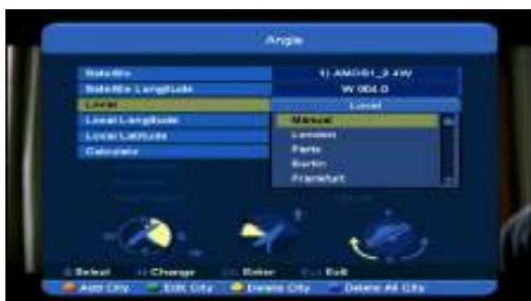 Angle
Satellite 1) AMOS1_2 4W
Satellite Longitude W 004.0
Local Local
Local Longitude Manual
Local Latitude London
Calculate Paris
Berlin
Frankfurt
Select Change Enter Exit
Add City Edit City Delete City Delete All City